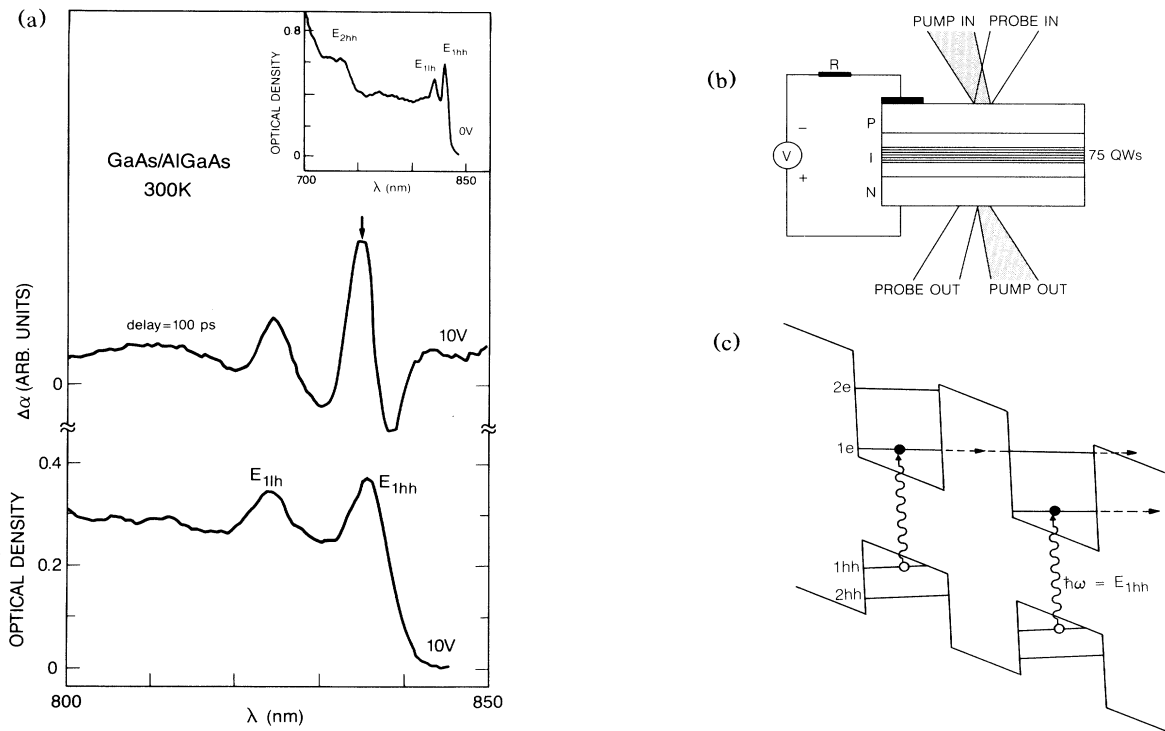 (a)
0.8
E2hh
E1hh
E1lh
OPTICAL DENSITY
0V
0
700
850
λ (nm)
GaAs/AlGaAs
300K
delay=100 ps
10V
Δα (ARB. UNITS)
0
0.4
E1lh
E1hh
0.2
OPTICAL DENSITY
10V
0
800
850
λ (nm)
(b)
PUMP IN
PROBE IN
R
P
−
V
I
75 QWs
+
N
PROBE OUT
PUMP OUT
(c)
2e
1e
1hh
2hh
ħω = E1hh